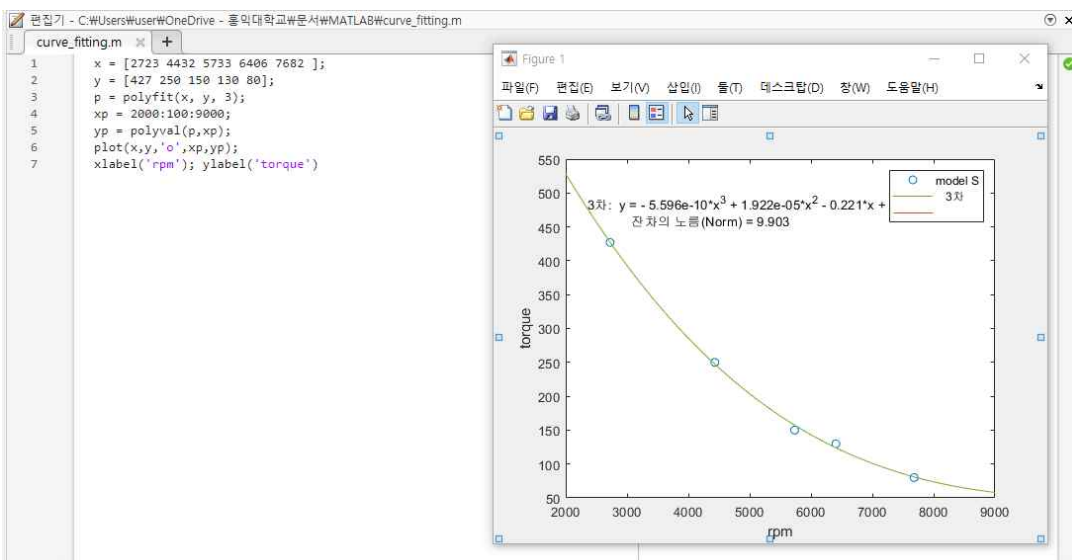 편집기 - C:￦Users￦user￦OneDrive - 홍익대학교￦문서￦MATLAB￦curve_fitting.m
curve_fitting.m × +
1 x = [2723 4432 5733 6406 7682 ];
2 y = [427 250 150 130 80];
3 p = polyfit(x, y, 3);
4 xp = 2000:100:9000;
5 yp = polyval(p,xp);
6 plot(x,y,'o',xp,yp);
7 xlabel('rpm'); ylabel('torque')
Figure 1
파일(F) 편집(E) 보기(V) 삽입(I) 툴(T) 데스크탑(D) 창(W) 도움말(H)
550
500
450
400
350
300
250
200
150
100
50
torque
3차: y = - 5.596e-10*x^3 + 1.922e-05*x^2 - 0.221*x +
잔차의 노름(Norm) = 9.903
model S
3차
2000 3000 4000 5000 6000 7000 8000 9000
rpm